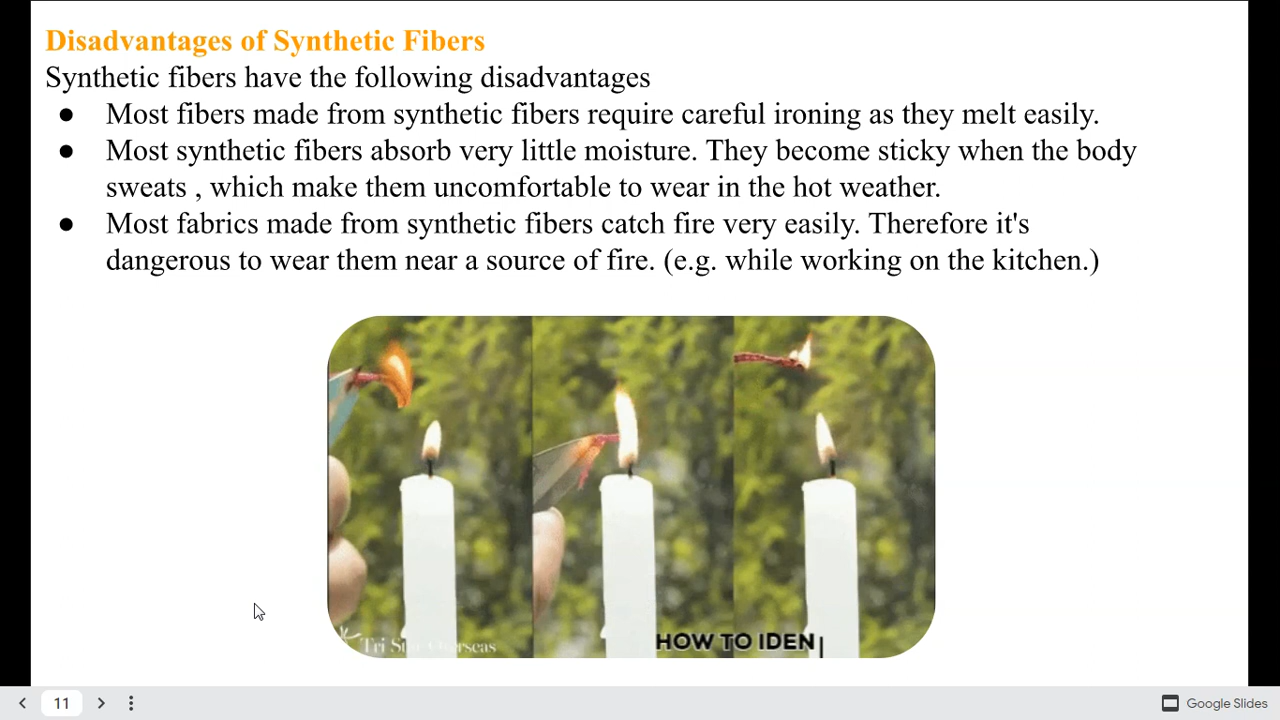 Disadvantages of Synthetic Fibers
Synthetic fibers have the following disadvantages
● Most fibers made from synthetic fibers require careful ironing as they melt easily.
● Most synthetic fibers absorb very little moisture. They become sticky when the body
sweats , which make them uncomfortable to wear in the hot weather.
● Most fabrics made from synthetic fibers catch fire very easily. Therefore it's
dangerous to wear them near a source of fire. (e.g. while working on the kitchen.)
Tri Star Overseas
HOW TO IDEN
11
Google Slides